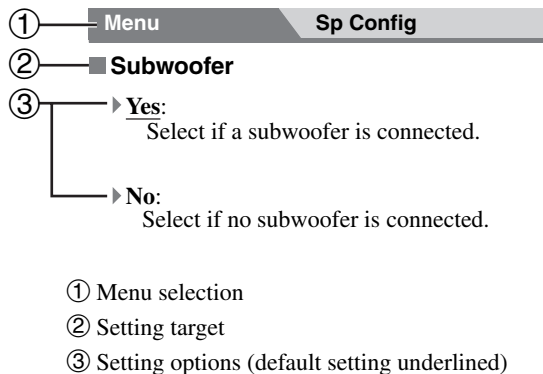 ① Menu Sp Config
② Subwoofer
③ Yes:
Select if a subwoofer is connected.
No:
Select if no subwoofer is connected.
① Menu selection
② Setting target
③ Setting options (default setting underlined)